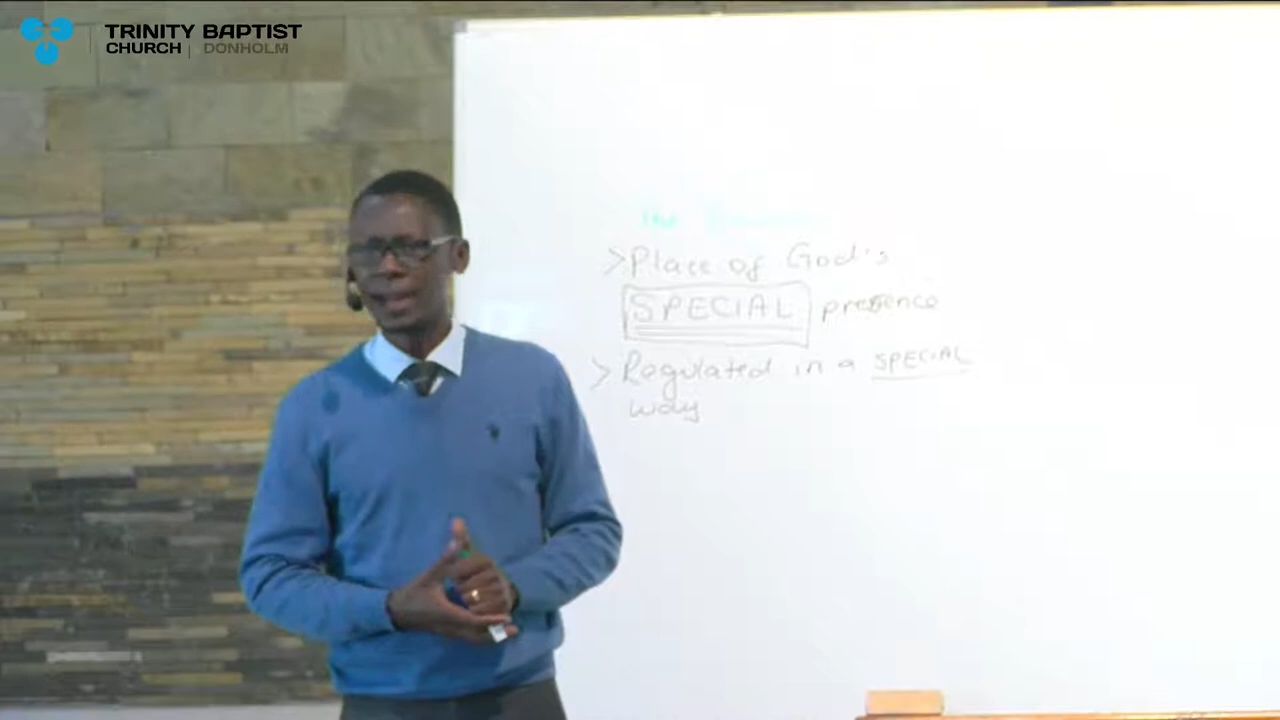 TRINITY BAPTIST
CHURCH | DONHOLM
>Place of God's
SPECIAL presence
>Regulated in a SPECIAL
way